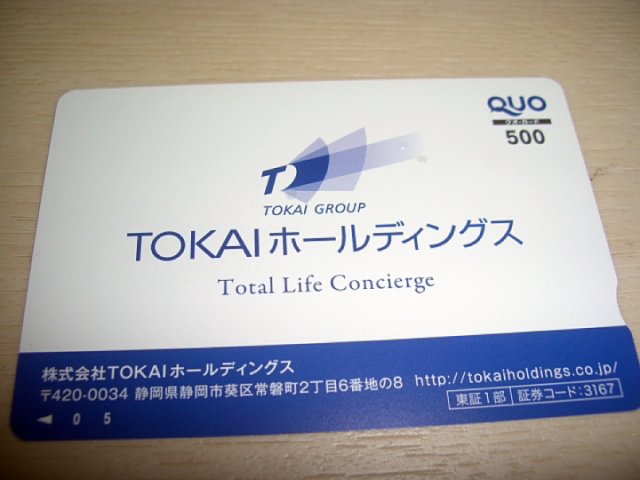 QUO
クオ・カード
500
TOKAI GROUP
TOKAIホールディングス
Total Life Concierge
株式会社TOKAIホールディングス
〒420-0034 静岡県静岡市葵区常磐町2丁目6番地の8 http://tokaiholdings.co.jp/
東証1部 証券コード:3167
◀ 0 5